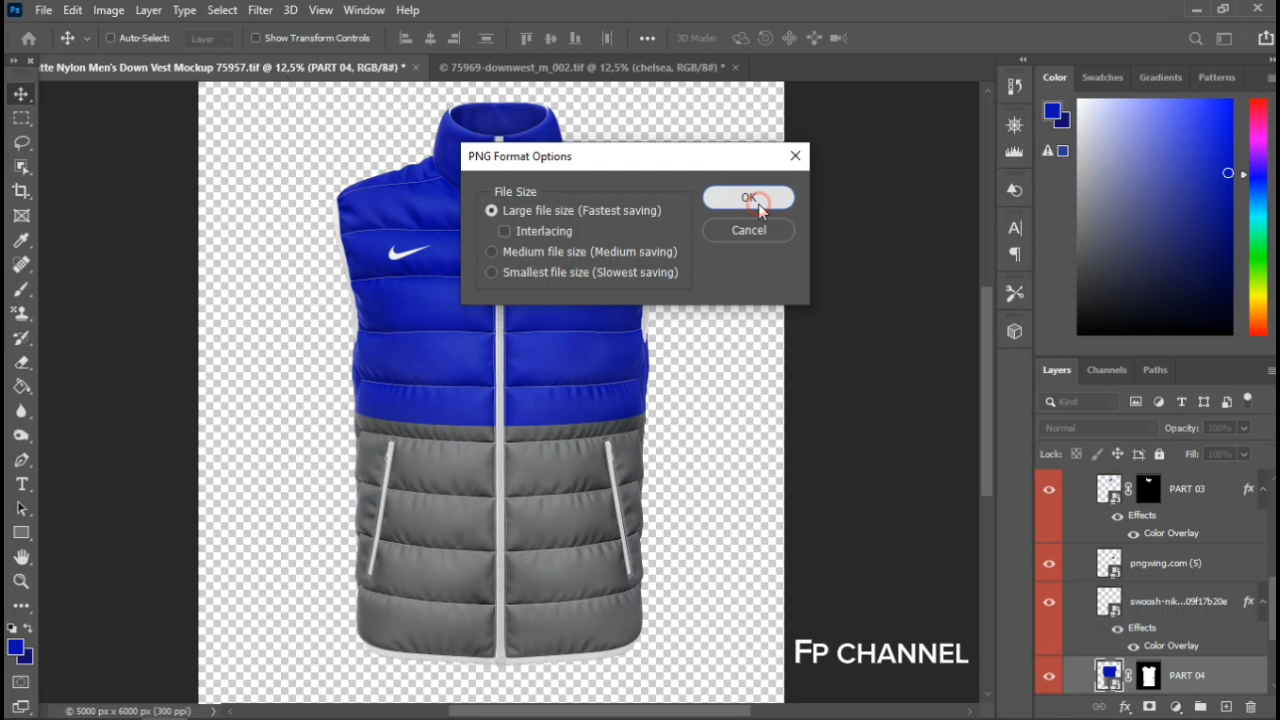 Ps File Edit Image Layer Type Select Filter 3D View Window Help
Auto-Select: Layer Show Transform Controls 3D Mode:
tte Nylon Men's Down Vest Mockup 75957.tif @ 12,5% (PART 04, RGB/8#) * × © 75969-downwest_m_002.tif @ 12,5% (chelsea, RGB/8#) * ×
Color Swatches Gradients Patterns
PNG Format Options
File Size
Large file size (Fastest saving)
Interlacing
Medium file size (Medium saving)
Smallest file size (Slowest saving)
OK
Cancel
Layers Channels Paths
Kind
Normal Opacity: 100%
Lock: Fill: 100%
PART 03 fx
Effects
Color Overlay
pngwing.com (5)
swoosh-nik...09f17b20e fx
Effects
Color Overlay
PART 04
FP CHANNEL
© 5000 px x 6000 px (300 ppi)